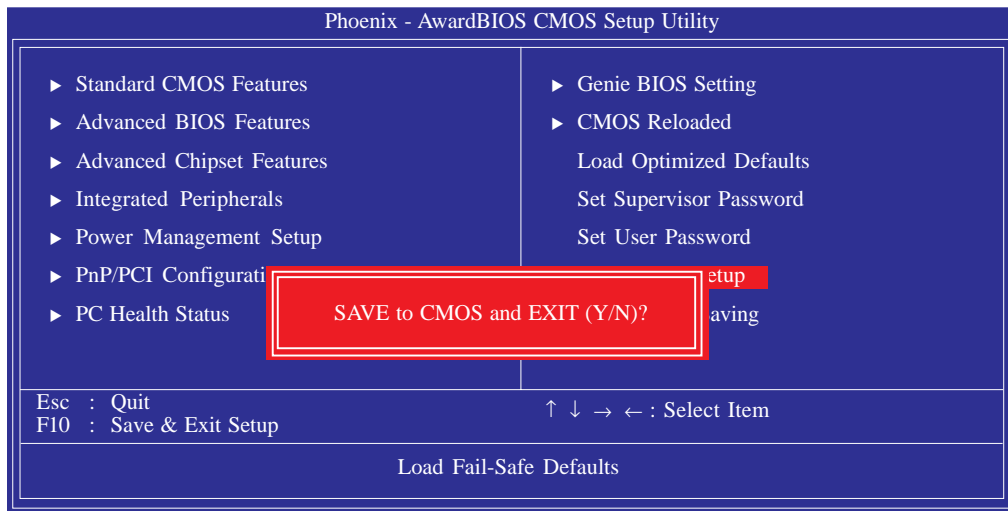 Phoenix - AwardBIOS CMOS Setup Utility
▶ Standard CMOS Features
▶ Advanced BIOS Features
▶ Advanced Chipset Features
▶ Integrated Peripherals
▶ Power Management Setup
▶ PnP/PCI Configurati
▶ PC Health Status
▶ Genie BIOS Setting
▶ CMOS Reloaded
Load Optimized Defaults
Set Supervisor Password
Set User Password
etup
aving
SAVE to CMOS and EXIT (Y/N)?
Esc : Quit
F10 : Save & Exit Setup
↑ ↓ → ← : Select Item
Load Fail-Safe Defaults